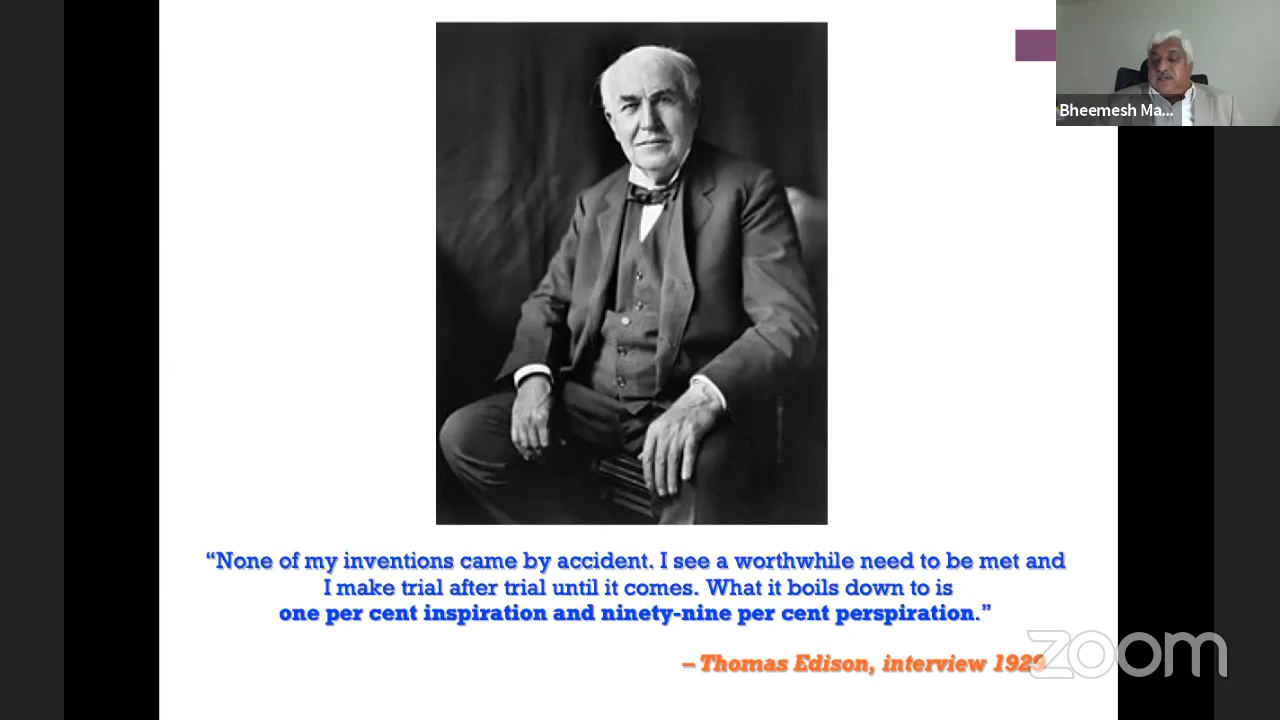 Bheemesh Ma...
“None of my inventions came by accident. I see a worthwhile need to be met and
I make trial after trial until it comes. What it boils down to is
one per cent inspiration and ninety-nine per cent perspiration.”
– Thomas Edison, interview 1929
zoom